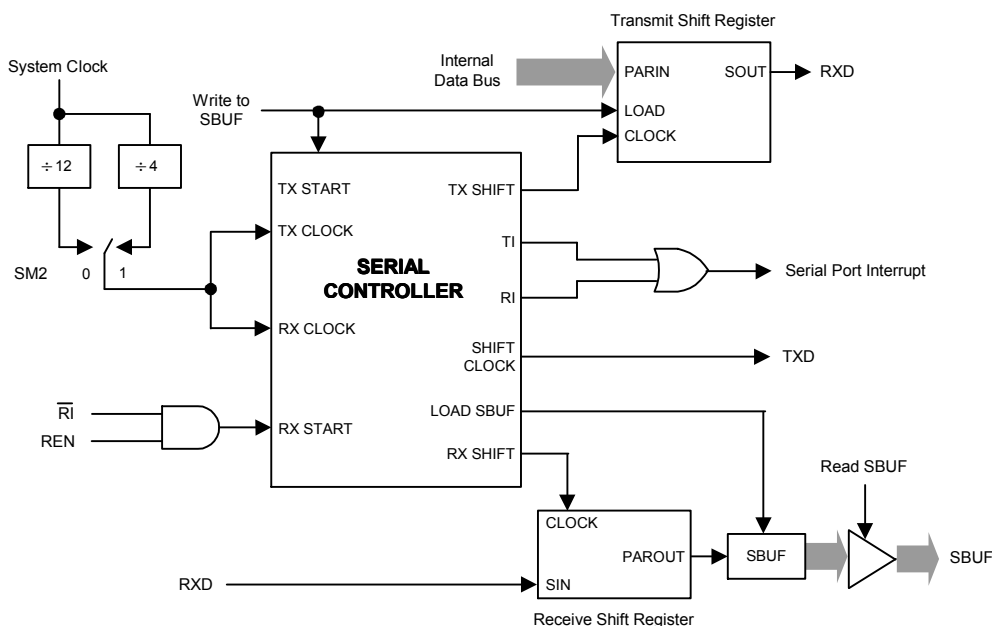 Transmit Shift Register
System Clock
Internal
Data Bus
PARIN
SOUT
RXD
Write to
SBUF
LOAD
CLOCK
÷ 12
÷ 4
TX START
TX SHIFT
TX CLOCK
TI
SM2
0
1
SERIAL
CONTROLLER
Serial Port Interrupt
RI
RX CLOCK
SHIFT
CLOCK
TXD
R̅I̅
REN
RX START
LOAD SBUF
RX SHIFT
Read SBUF
CLOCK
PAROUT
SBUF
SBUF
RXD
SIN
Receive Shift Register